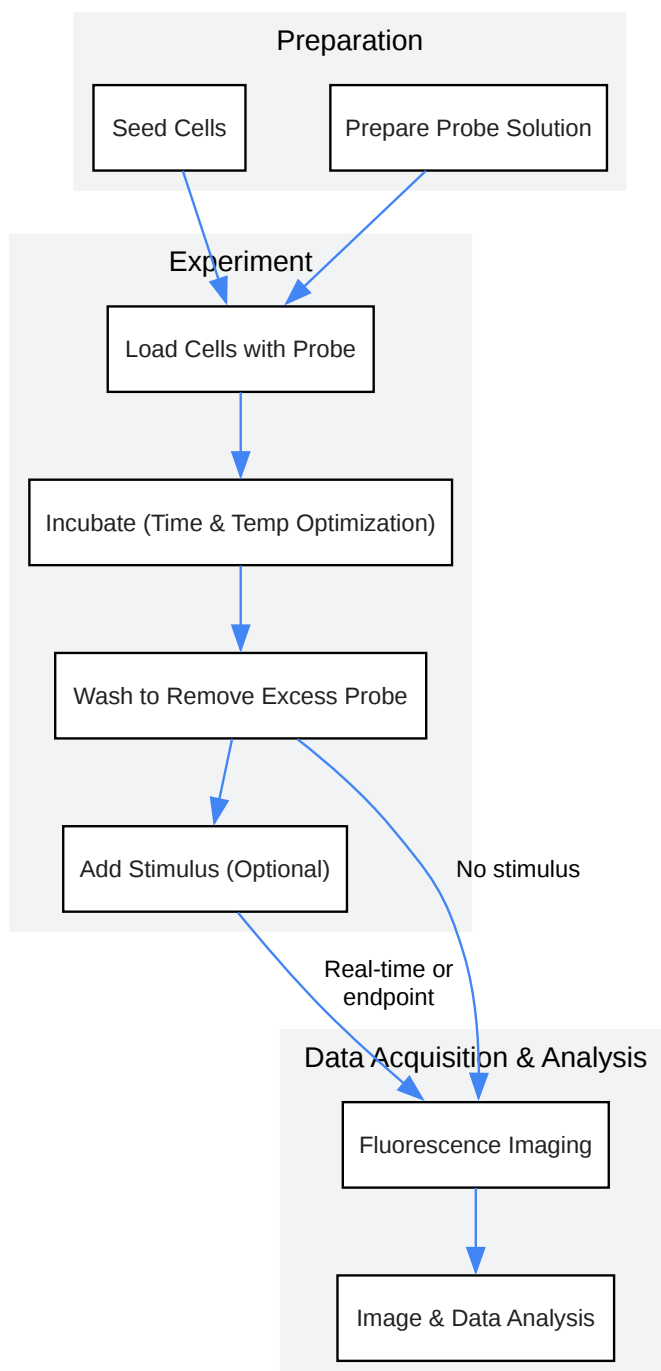 Preparation
Seed Cells
Prepare Probe Solution
Experiment
Load Cells with Probe
Incubate (Time & Temp Optimization)
Wash to Remove Excess Probe
Add Stimulus (Optional)
No stimulus
Real-time or
endpoint
Data Acquisition & Analysis
Fluorescence Imaging
Image & Data Analysis